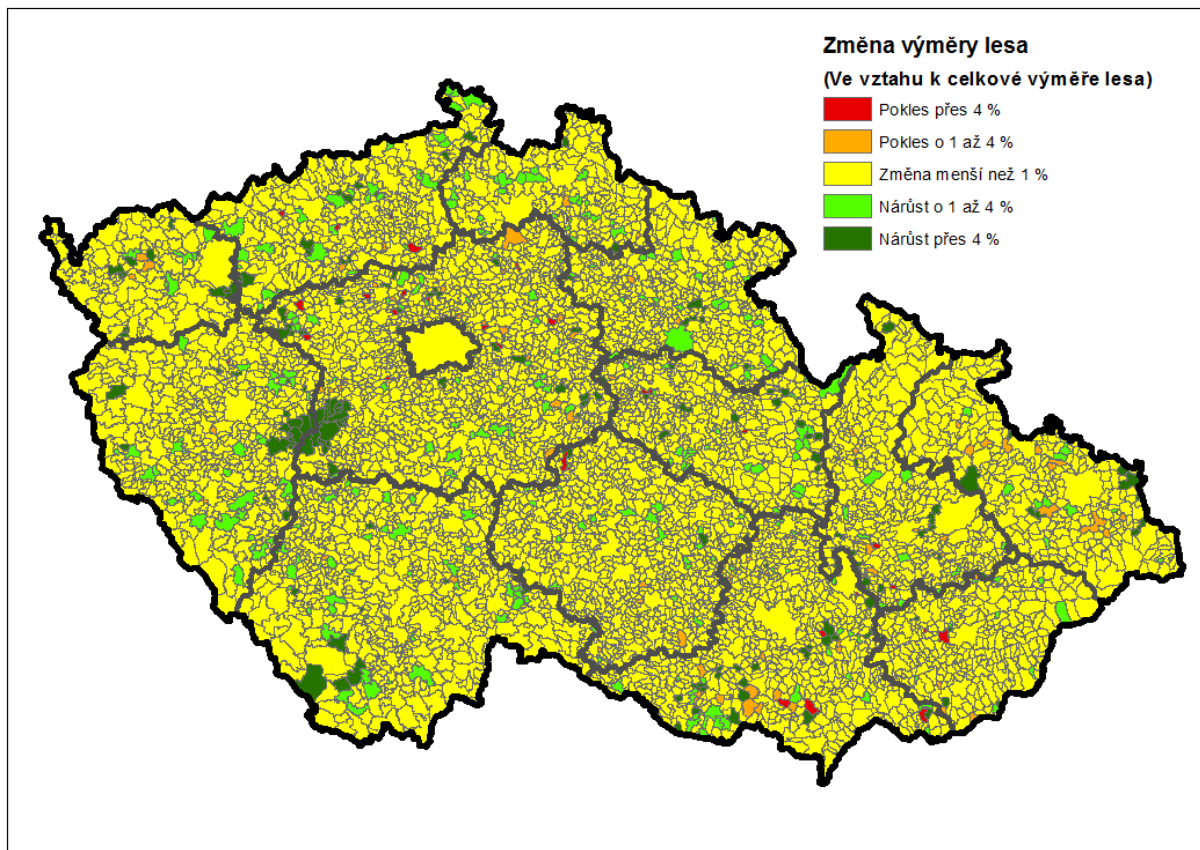 Změna výměry lesa
(Ve vztahu k celkové výměře lesa)
Pokles přes 4 %
Pokles o 1 až 4 %
Změna menší než 1 %
Nárůst o 1 až 4 %
Nárůst přes 4 %